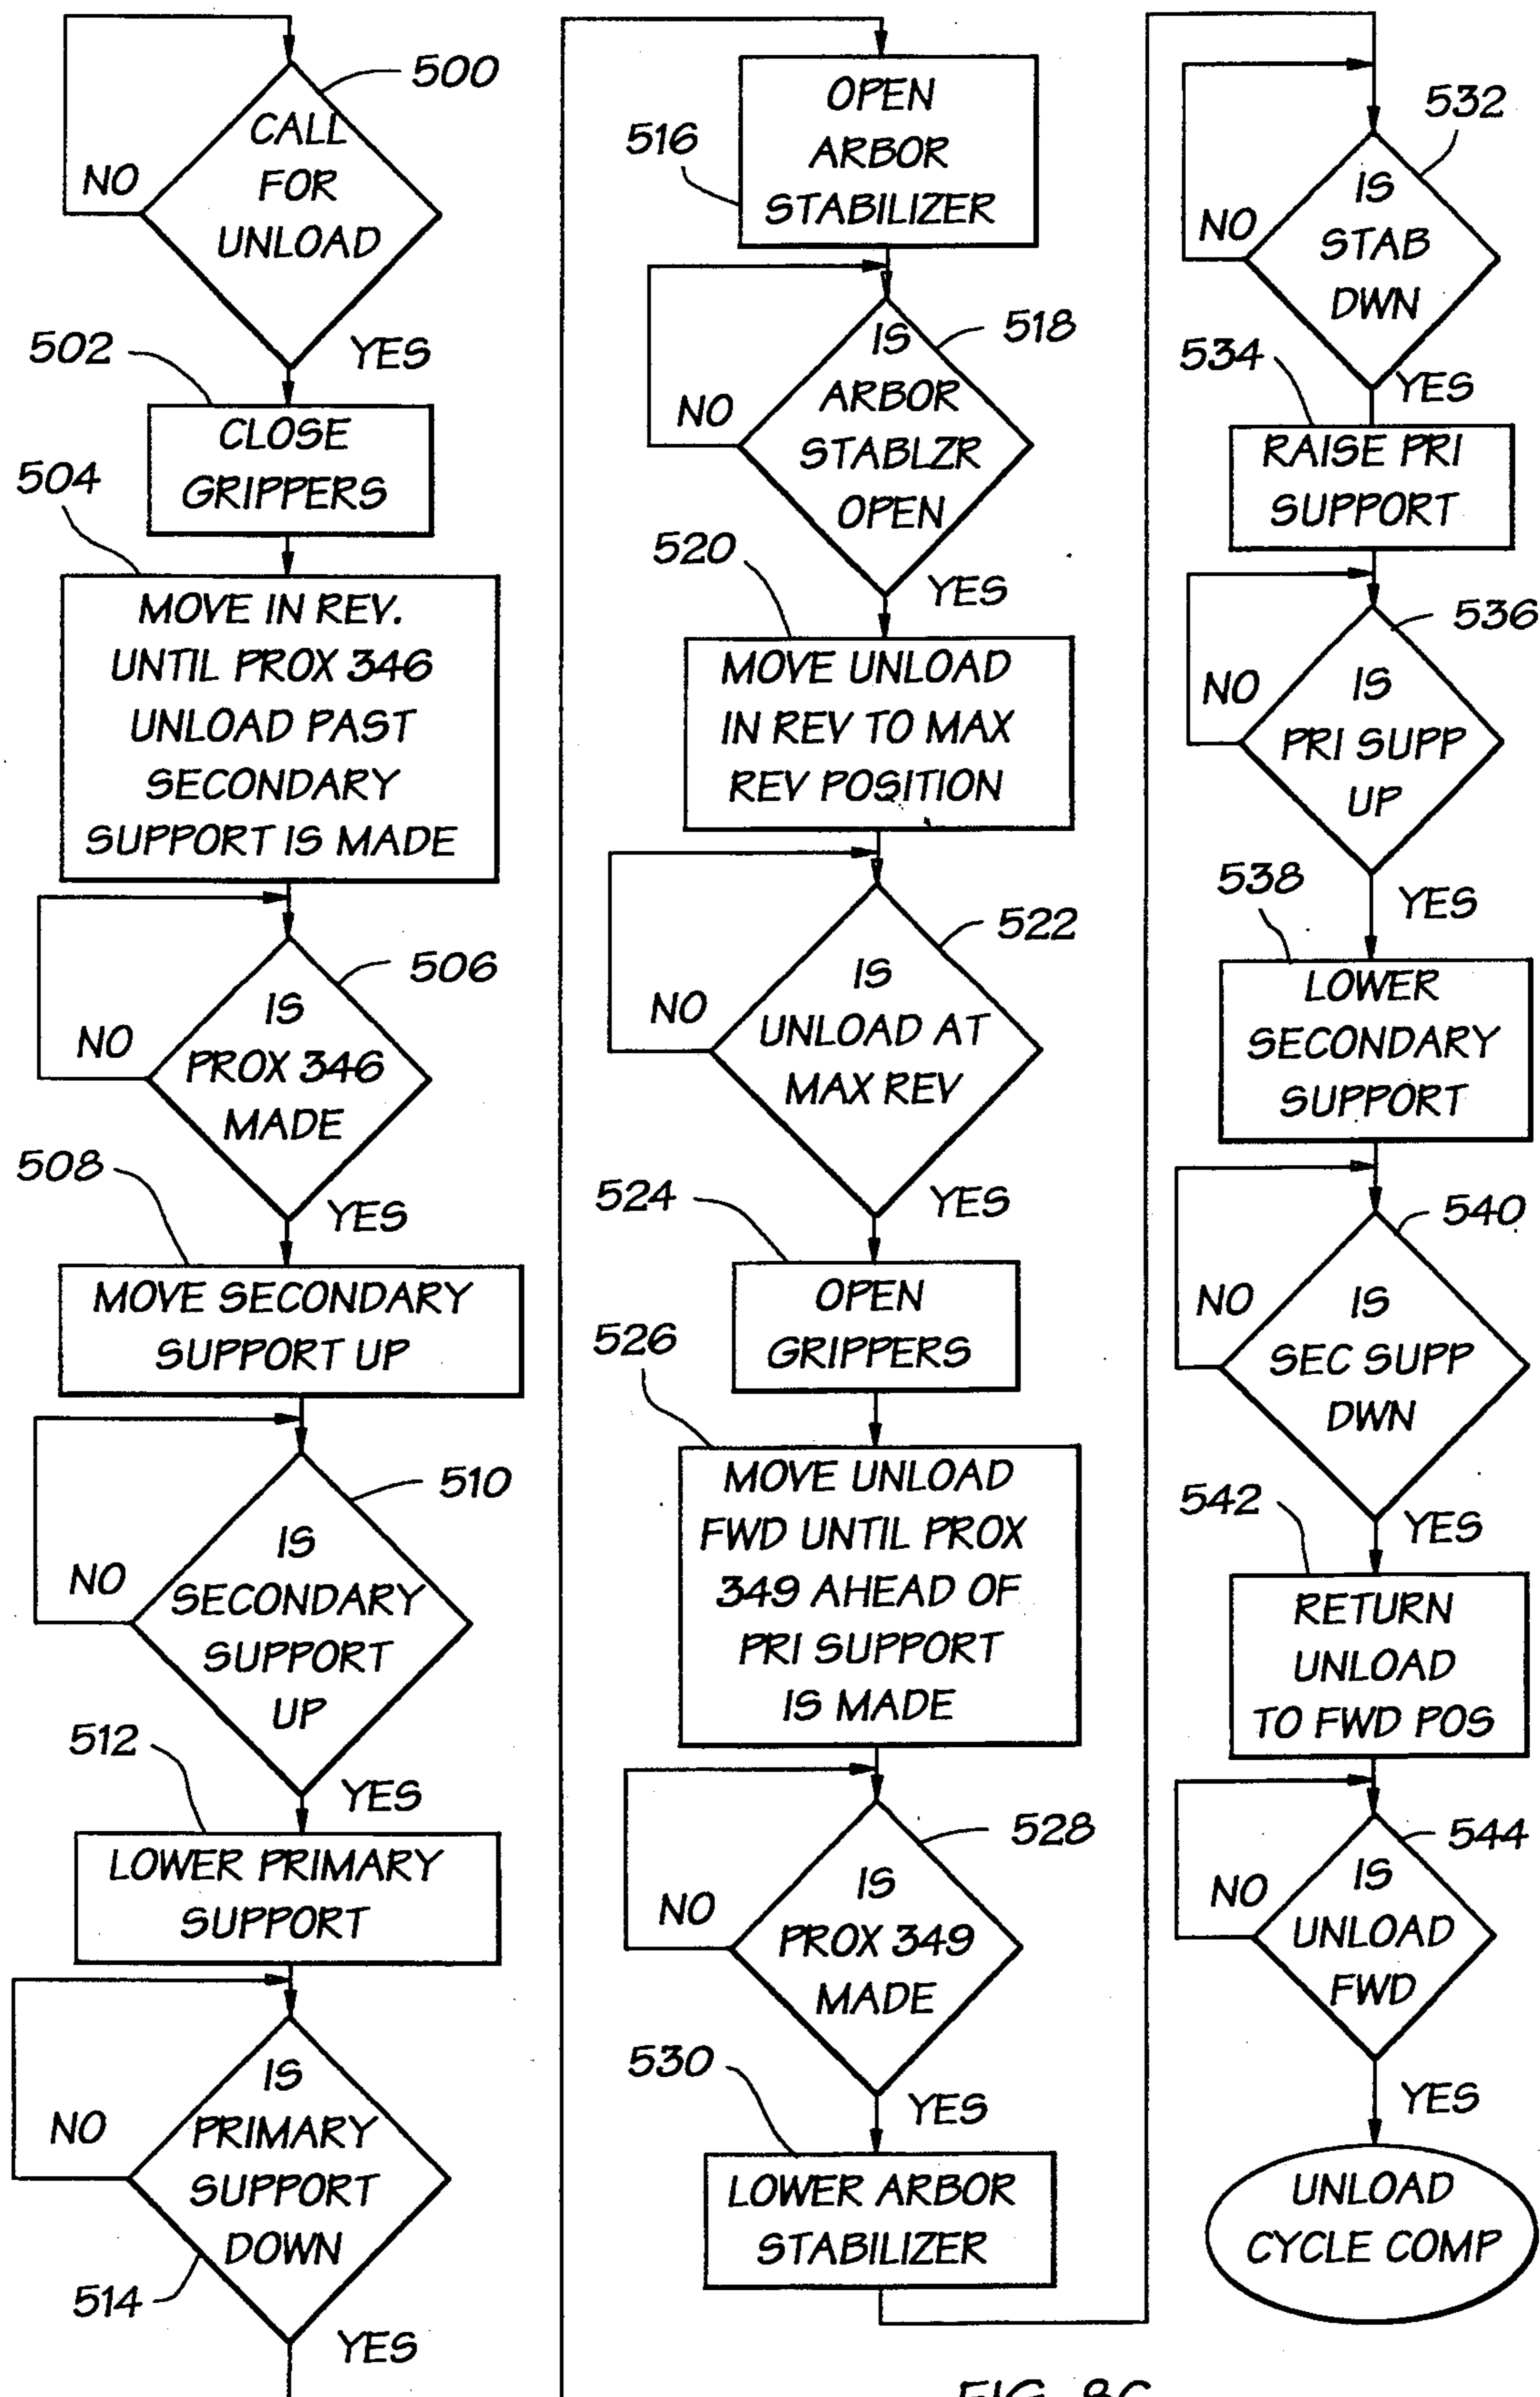 500
CALL
FOR
UNLOAD
NO
YES
502
CLOSE
GRIPPERS
504
MOVE IN REV.
UNTIL PROX 346
UNLOAD PAST
SECONDARY
SUPPORT IS MADE
506
IS
PROX 346
MADE
NO
YES
508
MOVE SECONDARY
SUPPORT UP
510
IS
SECONDARY
SUPPORT
UP
NO
YES
512
LOWER PRIMARY
SUPPORT
IS
PRIMARY
SUPPORT
DOWN
NO
514
YES
516
OPEN
ARBOR
STABILIZER
518
IS
ARBOR
STABLZR
OPEN
NO
YES
520
MOVE UNLOAD
IN REV TO MAX
REV POSITION
522
IS
UNLOAD AT
MAX REV
NO
YES
524
OPEN
GRIPPERS
526
MOVE UNLOAD
FWD UNTIL PROX
349 AHEAD OF
PRI SUPPORT
IS MADE
528
IS
PROX 349
MADE
NO
YES
530
LOWER ARBOR
STABILIZER
532
IS
STAB
DWN
NO
YES
534
RAISE PRI
SUPPORT
536
IS
PRI SUPP
UP
NO
YES
538
LOWER
SECONDARY
SUPPORT
540
IS
SEC SUPP
DWN
NO
YES
542
RETURN
UNLOAD
TO FWD POS
544
IS
UNLOAD
FWD
NO
YES
UNLOAD
CYCLE COMP
FIG. 8C